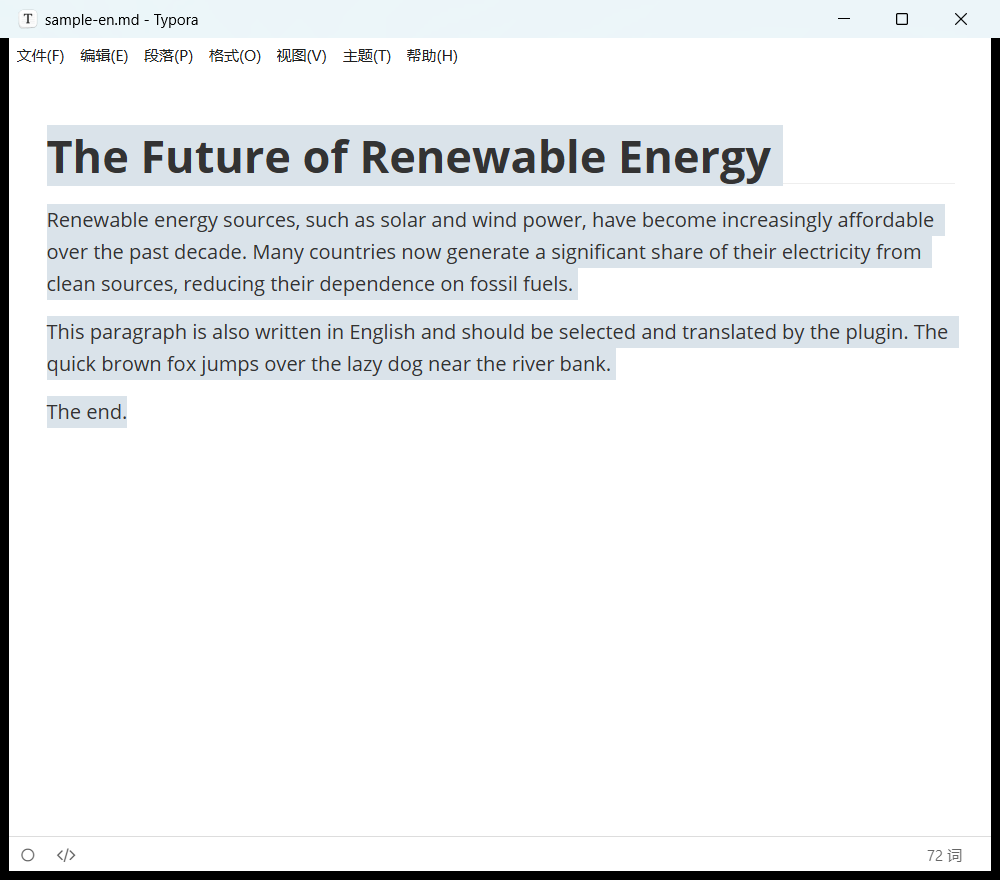 T sample-en.md - Typora
文件(F) 编辑(E) 段落(P) 格式(O) 视图(V) 主题(T) 帮助(H)
The Future of Renewable Energy
Renewable energy sources, such as solar and wind power, have become increasingly affordable
over the past decade. Many countries now generate a significant share of their electricity from
clean sources, reducing their dependence on fossil fuels.
This paragraph is also written in English and should be selected and translated by the plugin. The
quick brown fox jumps over the lazy dog near the river bank.
The end.
</> 72 词